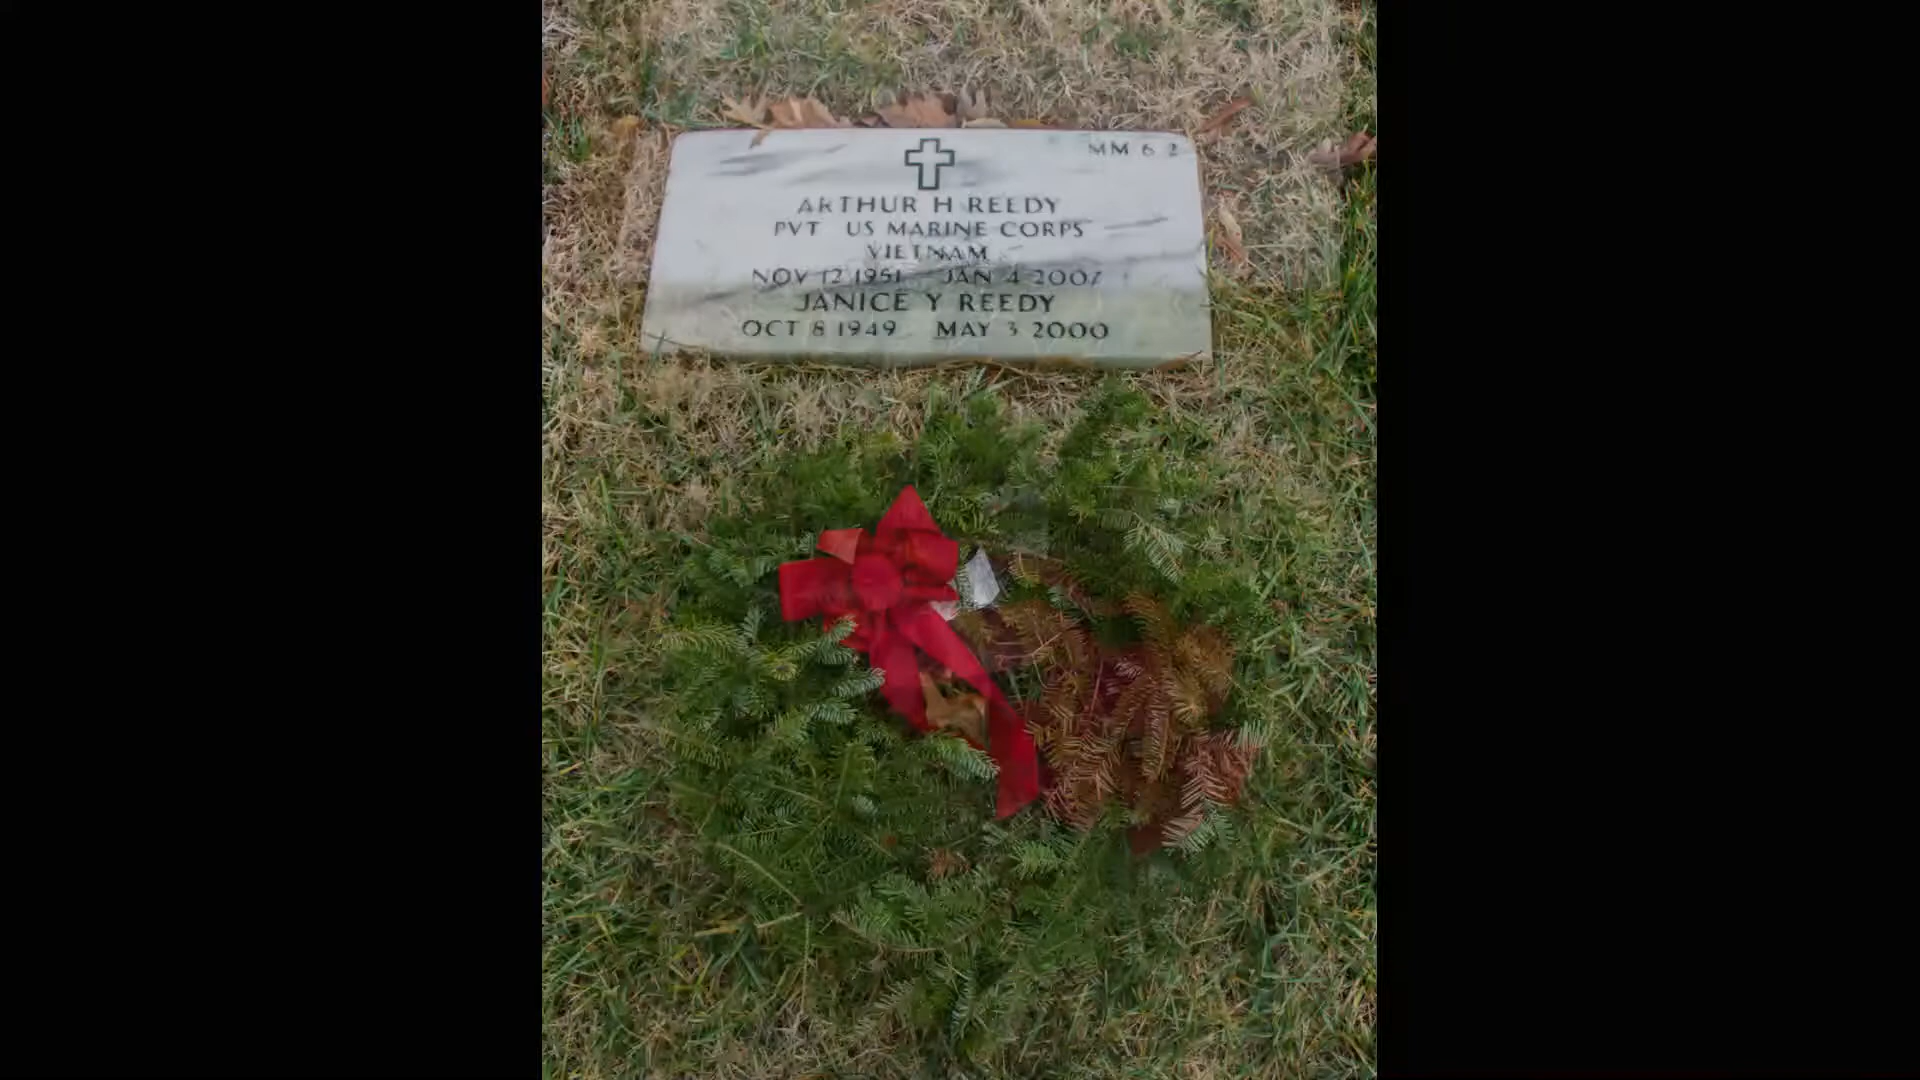 MM 6 2
ARTHUR H REEDY
PVT US MARINE CORPS
VIETNAM
NOV 12 1951 JAN 4 2007
JANICE Y REEDY
OCT 8 1949 MAY 3 2000